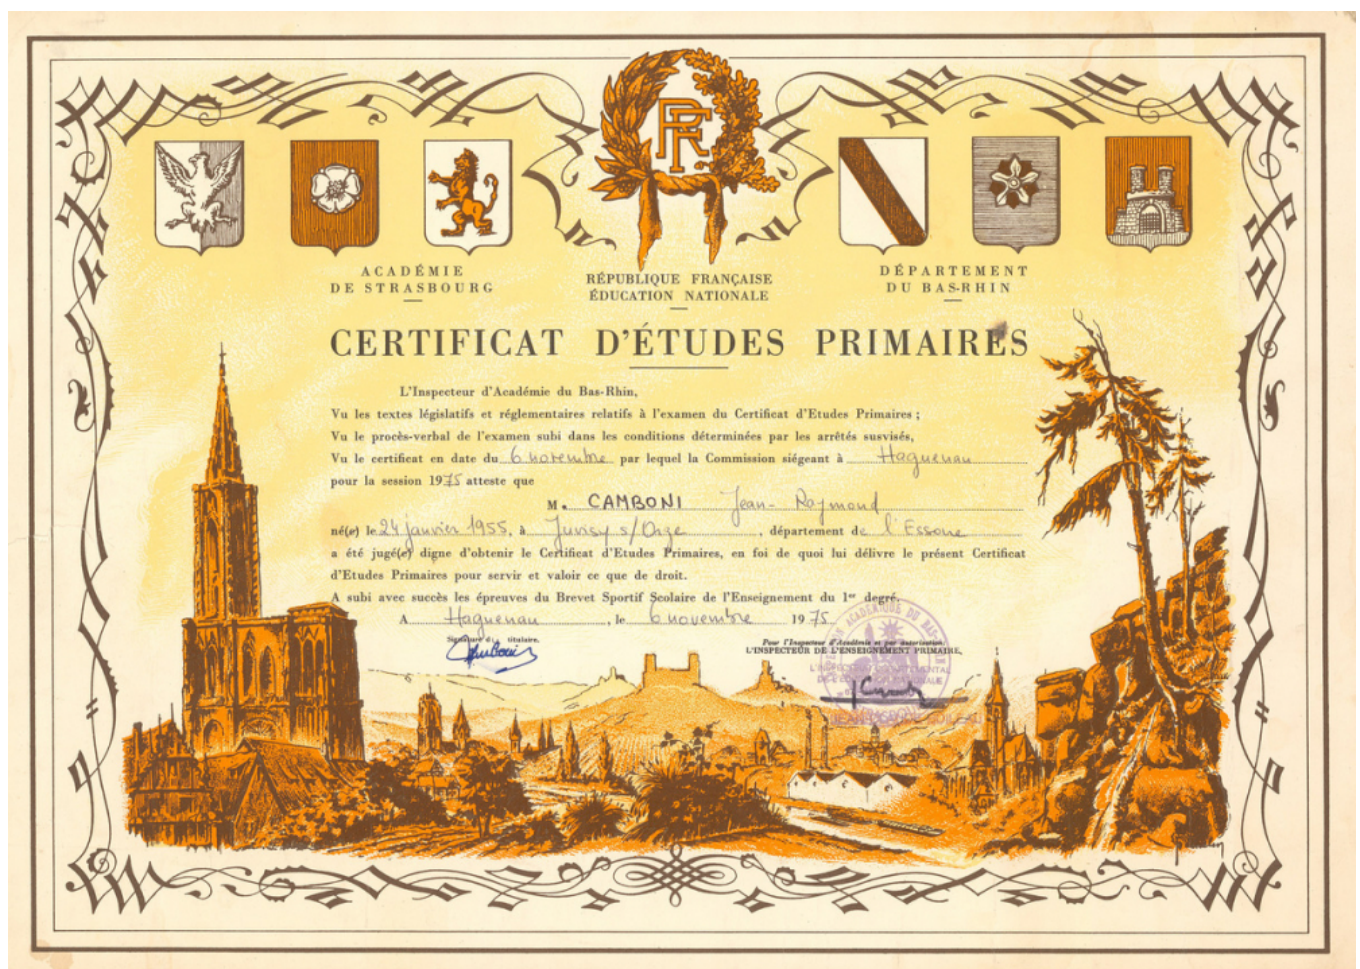 RF
ACADÉMIE
DE STRASBOURG
RÉPUBLIQUE FRANÇAISE
ÉDUCATION NATIONALE
DÉPARTEMENT
DU BAS-RHIN
CERTIFICAT D'ÉTUDES PRIMAIRES
L'Inspecteur d'Académie du Bas-Rhin,
Vu les textes législatifs et réglementaires relatifs à l'examen du Certificat d'Etudes Primaires ;
Vu le procès-verbal de l'examen subi dans les conditions déterminées par les arrêtés susvisés,
Vu le certificat en date du 6 novembre par lequel la Commission siégeant à Haguenau
pour la session 1975 atteste que
M. CAMBONI Jean-Raymond
né(e) le 24 janvier 1955, à Juvisy s/Orge, département de l'Essone
a été jugé(e) digne d'obtenir le Certificat d'Etudes Primaires, en foi de quoi lui délivre le présent Certificat
d'Etudes Primaires pour servir et valoir ce que de droit.
A subi avec succès les épreuves du Brevet Sportif Scolaire de l'Enseignement du 1er degré.
A Haguenau, le 6 novembre 1975
Signature du titulaire.
Pour l'Inspecteur d'Académie et par autorisation
L'INSPECTEUR DE L'ENSEIGNEMENT PRIMAIRE,
L'INSPECTEUR DEPARTEMENTAL
DE L'EDUCATION NATIONALE